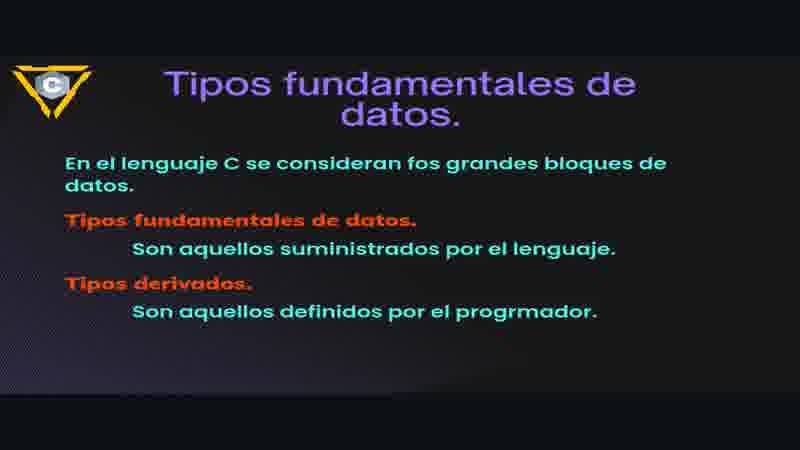 C
Tipos fundamentales de
datos.
En el lenguaje C se consideran fos grandes bloques de
datos.
Tipos fundamentales de datos.
Son aquellos suministrados por el lenguaje.
Tipos derivados.
Son aquellos definidos por el progrmador.